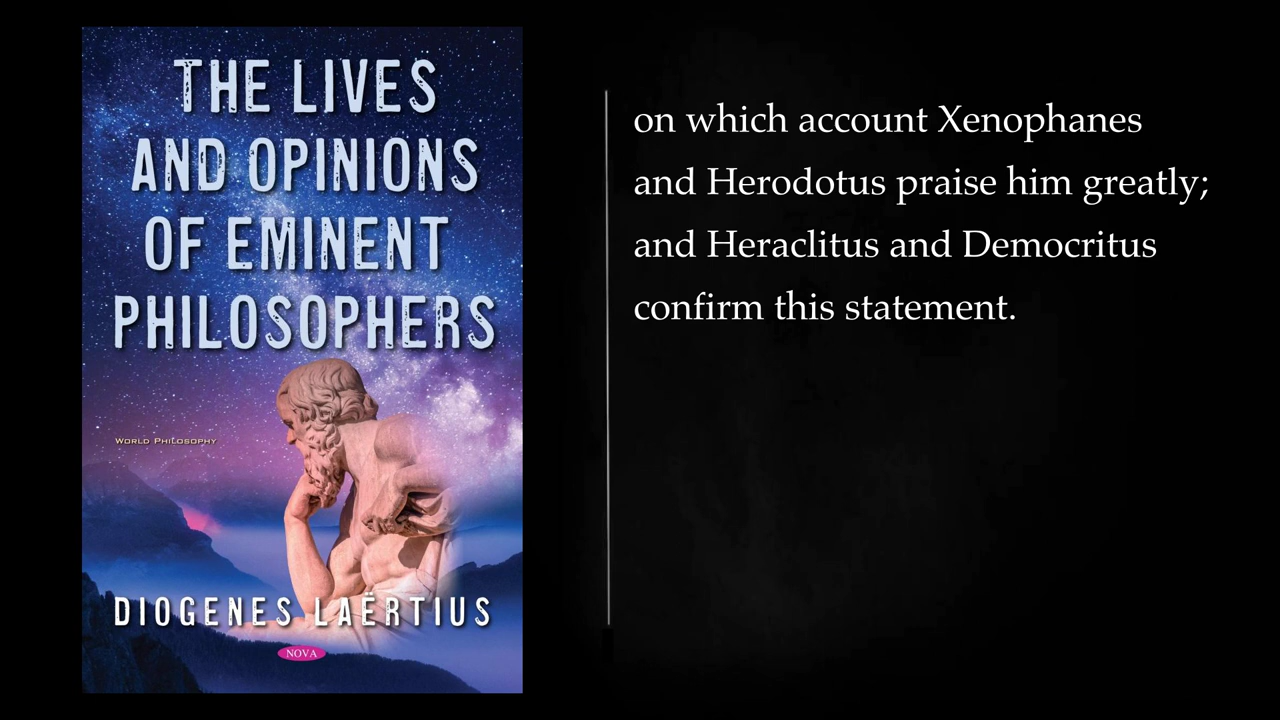 THE LIVES
AND OPINIONS
OF EMINENT
PHILOSOPHERS
WORLD PHILOSOPHY
DIOGENES LAËRTIUS
NOVA
on which account Xenophanes
and Herodotus praise him greatly;
and Heraclitus and Democritus
confirm this statement.